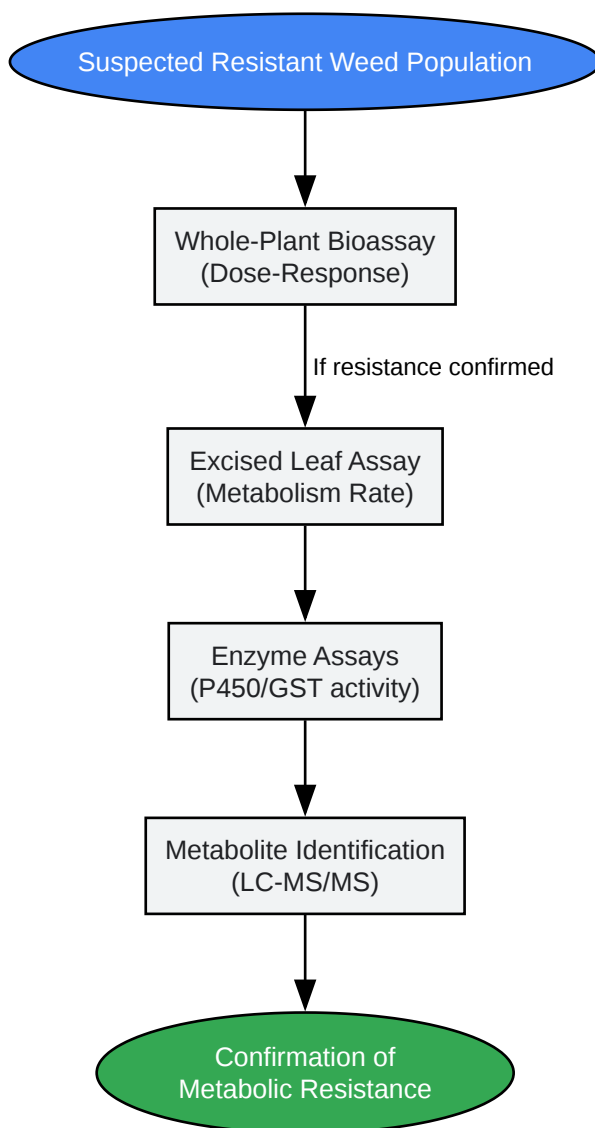 Suspected Resistant Weed Population
Whole-Plant Bioassay
(Dose-Response)
If resistance confirmed
Excised Leaf Assay
(Metabolism Rate)
Enzyme Assays
(P450/GST activity)
Metabolite Identification
(LC-MS/MS)
Confirmation of
Metabolic Resistance